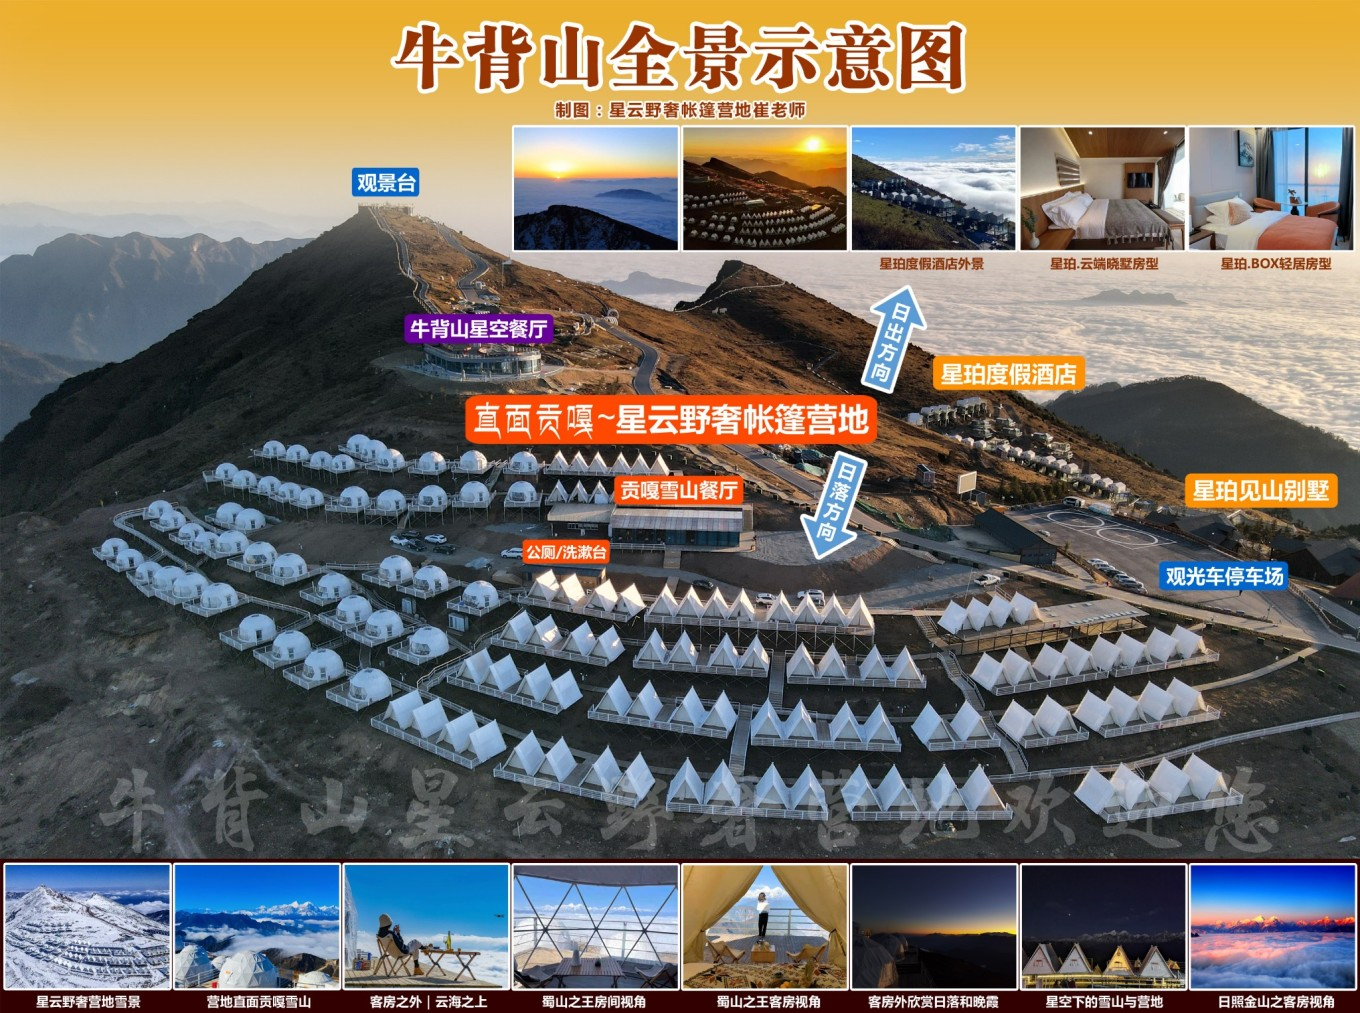 牛背山全景示意图
制图：星云野奢帐篷营地崔老师
观景台
星珀度假酒店外景
星珀.云端晓墅房型
星珀.BOX轻居房型
牛背山星空餐厅
日出方向
星珀度假酒店
直面贡嘎~星云野奢帐篷营地
日落方向
贡嘎雪山餐厅
星珀见山别墅
公厕/洗漱台
观光车停车场
牛背山星云野奢营地欢迎您
星云野奢营地雪景
营地直面贡嘎雪山
客房之外｜云海之上
蜀山之王房间视角
蜀山之王客房视角
客房外欣赏日落和晚霞
星空下的雪山与营地
日照金山之客房视角